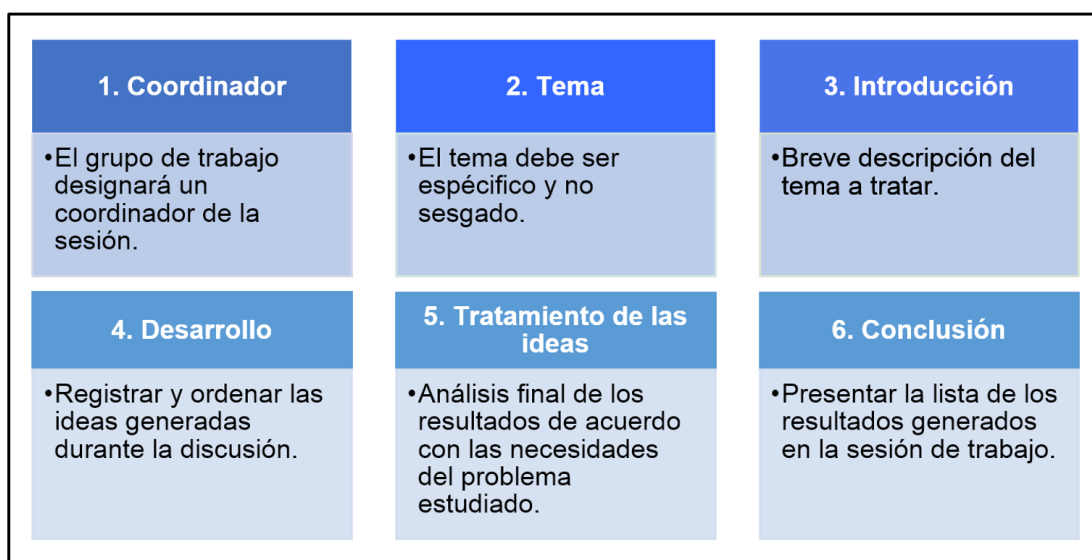 1. Coordinador
•El grupo de trabajo
designará un
coordinador de la
sesión.
2. Tema
•El tema debe ser
espécifico y no
sesgado.
3. Introducción
•Breve descripción del
tema a tratar.
4. Desarrollo
•Registrar y ordenar las
ideas generadas
durante la discusión.
5. Tratamiento de las
ideas
•Análisis final de los
resultados de acuerdo
con las necesidades
del problema
estudiado.
6. Conclusión
•Presentar la lista de los
resultados generados
en la sesión de trabajo.